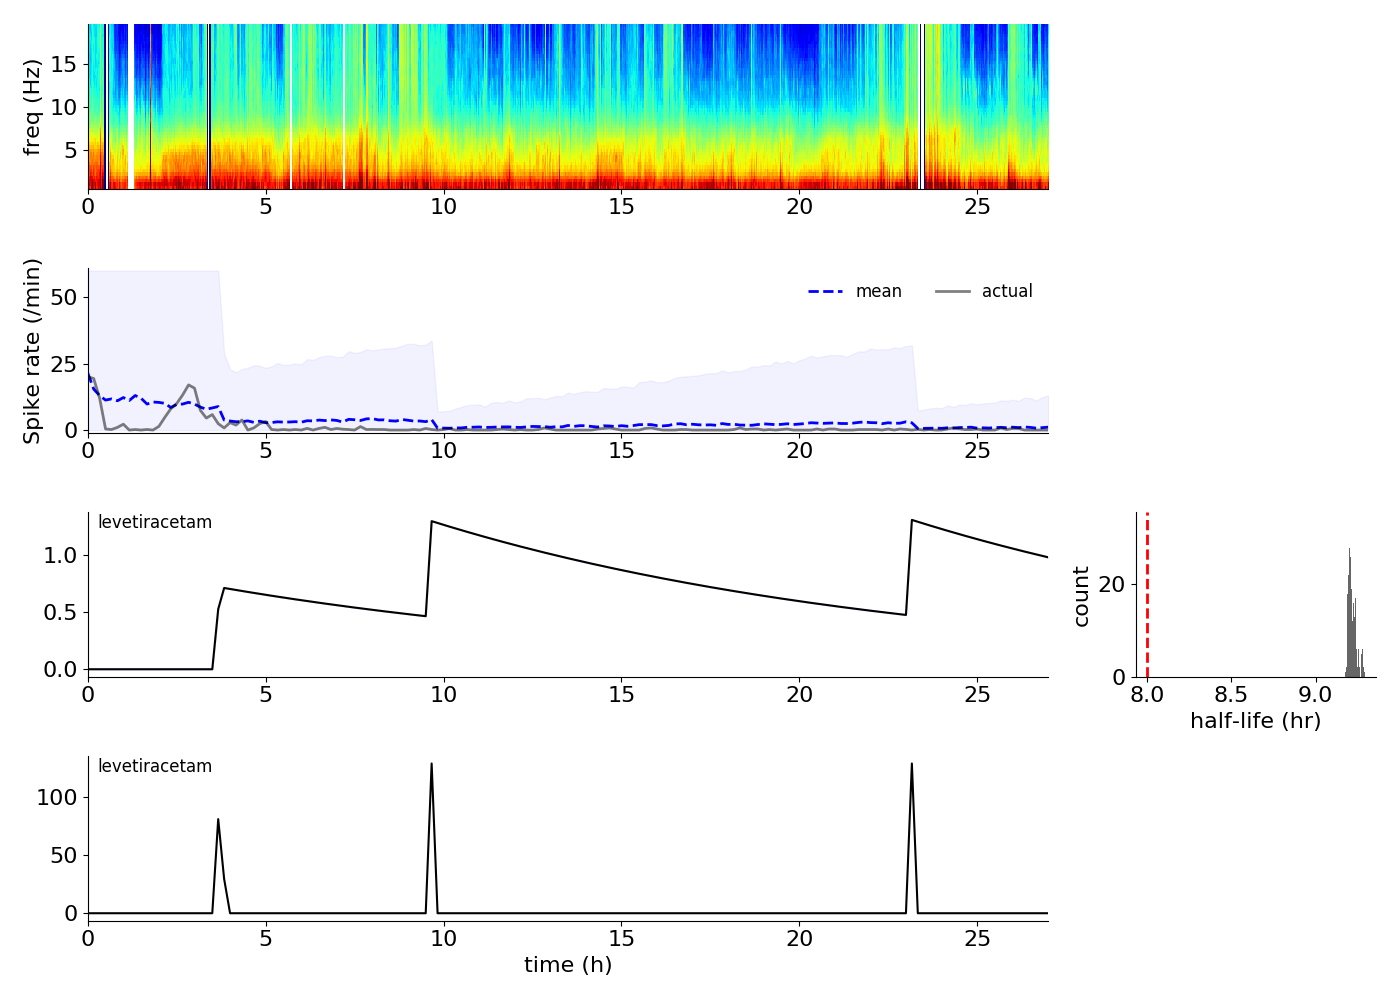 freq (Hz)
15
10
5
0 5 10 15 20 25
Spike rate (/min)
50
25
0
mean actual
0 5 10 15 20 25
levetiracetam
1.0
0.5
0.0
0 5 10 15 20 25
count
20
0
8.0 8.5 9.0
half-life (hr)
levetiracetam
100
50
0
0 5 10 15 20 25
time (h)